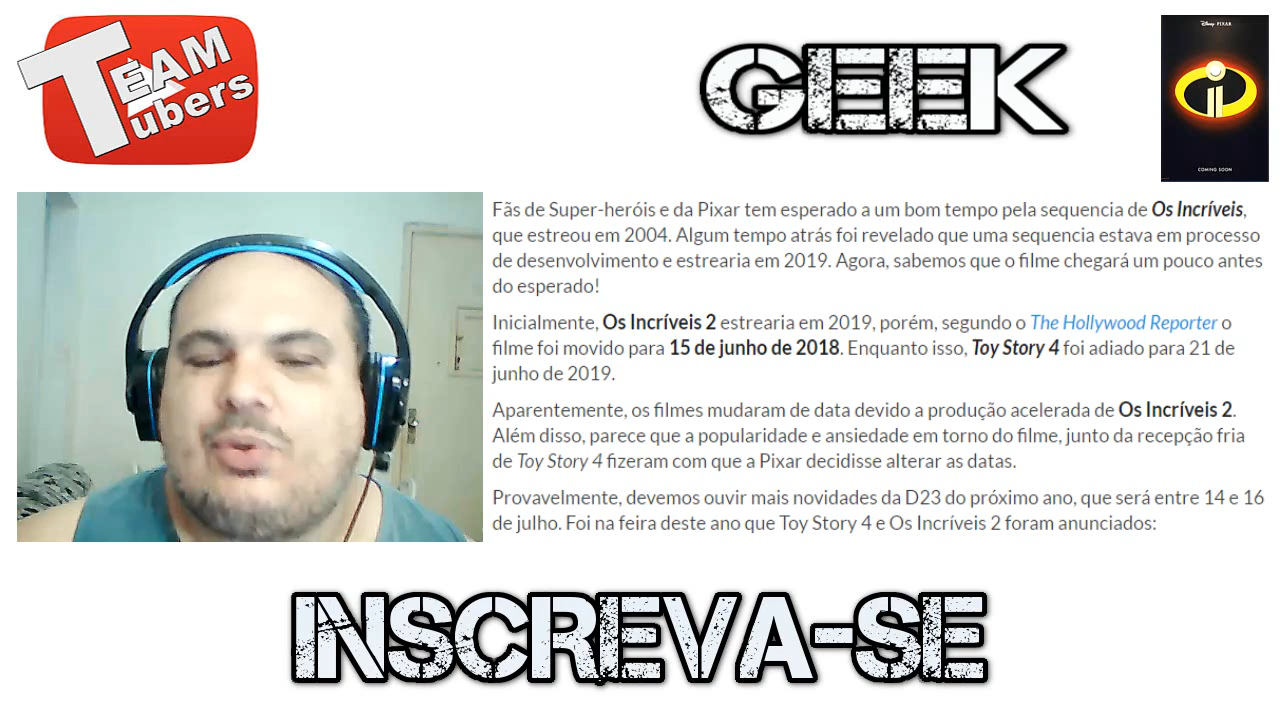 TEAM
Tubers
GEEK
Disney PIXAR
COMING SOON
Fãs de Super-heróis e da Pixar tem esperado a um bom tempo pela sequencia de Os Incríveis,
que estreou em 2004. Algum tempo atrás foi revelado que uma sequencia estava em processo
de desenvolvimento e estrearia em 2019. Agora, sabemos que o filme chegará um pouco antes
do esperado!
Inicialmente, Os Incríveis 2 estrearia em 2019, porém, segundo o The Hollywood Reporter o
filme foi movido para 15 de junho de 2018. Enquanto isso, Toy Story 4 foi adiado para 21 de
junho de 2019.
Aparentemente, os filmes mudaram de data devido a produção acelerada de Os Incríveis 2.
Além disso, parece que a popularidade e ansiedade em torno do filme, junto da recepção fria
de Toy Story 4 fizeram com que a Pixar decidisse alterar as datas.
Provavelmente, devemos ouvir mais novidades da D23 do próximo ano, que será entre 14 e 16
de julho. Foi na feira deste ano que Toy Story 4 e Os Incríveis 2 foram anunciados:
INSCREVA-SE